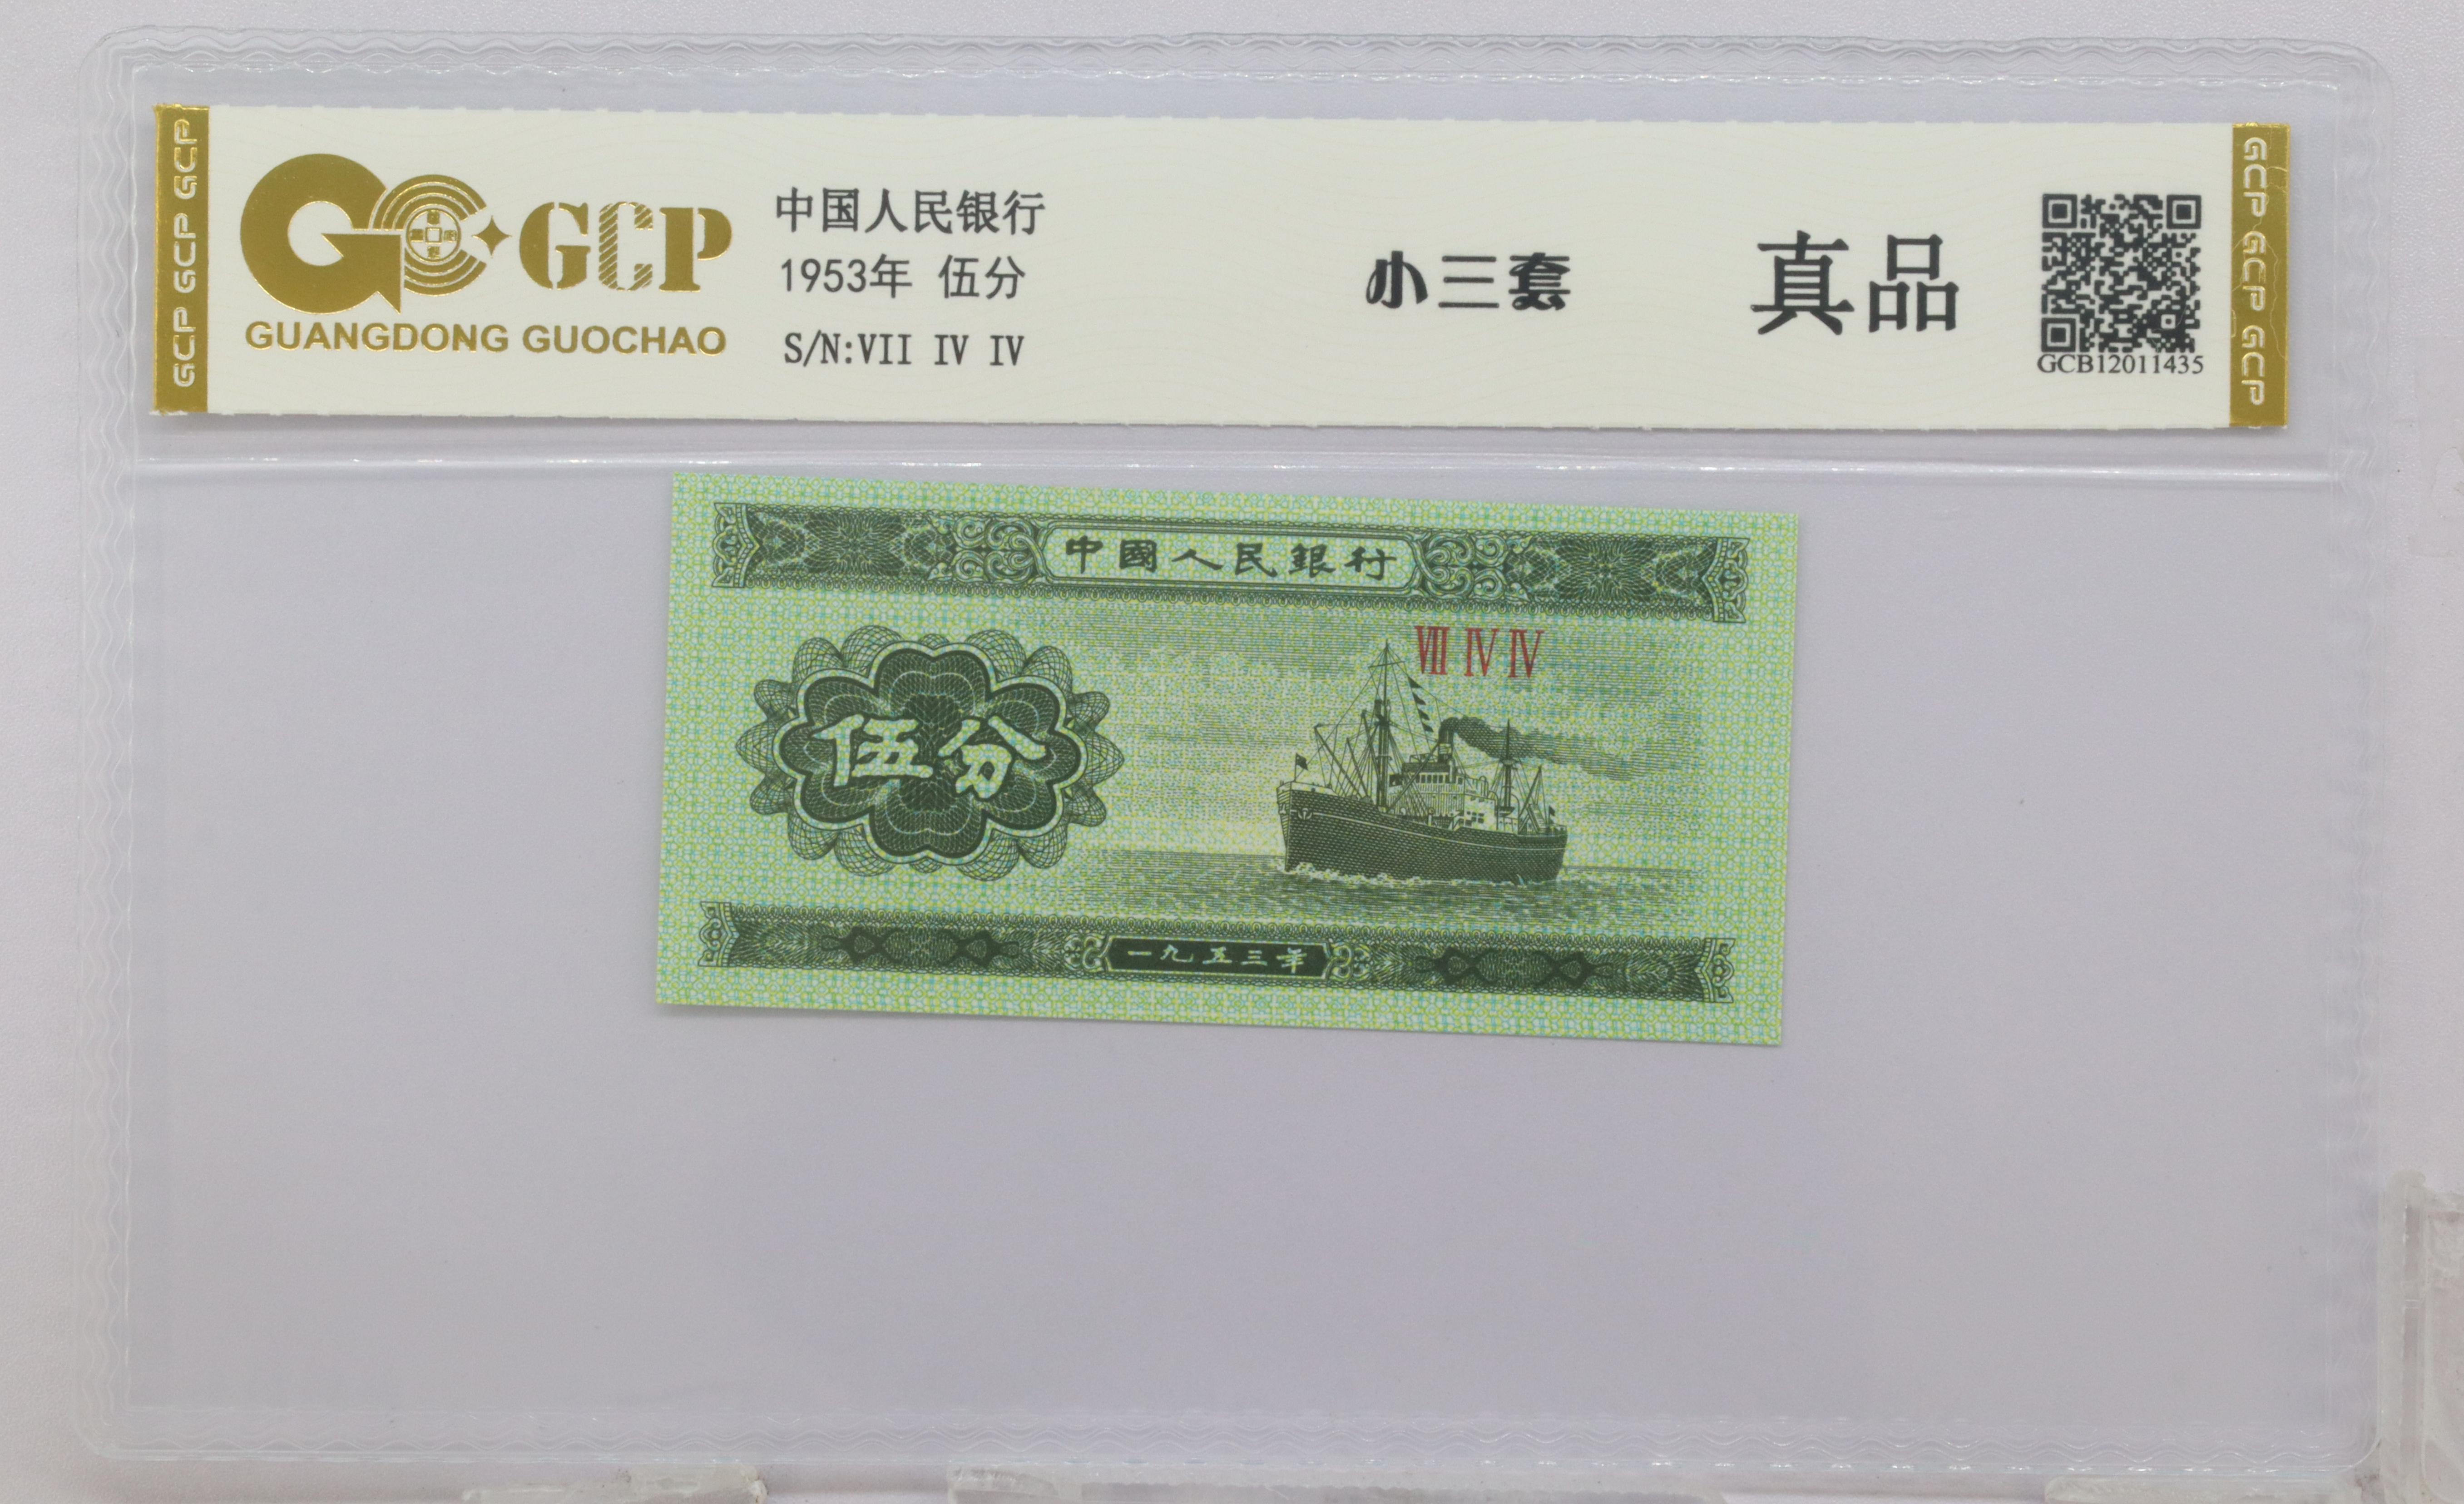 GCP GCP GCP
GCP
GUANGDONG GUOCHAO
中国人民银行
1953年 伍分
S/N:VII IV IV
小三套
真品
GCB12011435
GCP GCP GCP
中國人民銀行
VII IV IV
伍分
一九五三年